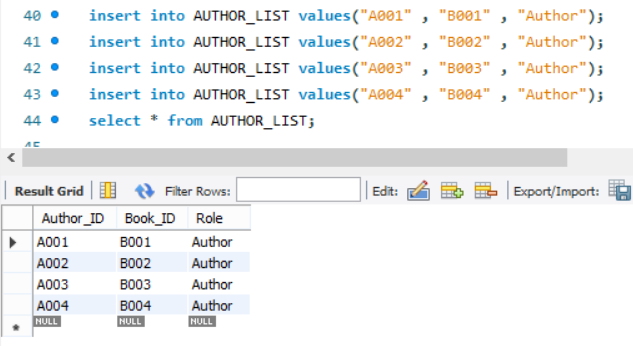 40 insert into AUTHOR_LIST values("A001" , "B001" , "Author");
41 insert into AUTHOR_LIST values("A002" , "B002" , "Author");
42 insert into AUTHOR_LIST values("A003" , "B003" , "Author");
43 insert into AUTHOR_LIST values("A004" , "B004" , "Author");
44 select * from AUTHOR_LIST;
45
Result Grid Filter Rows: Edit: Export/Import:
Author_ID Book_ID Role
A001 B001 Author
A002 B002 Author
A003 B003 Author
A004 B004 Author
NULL NULL NULL